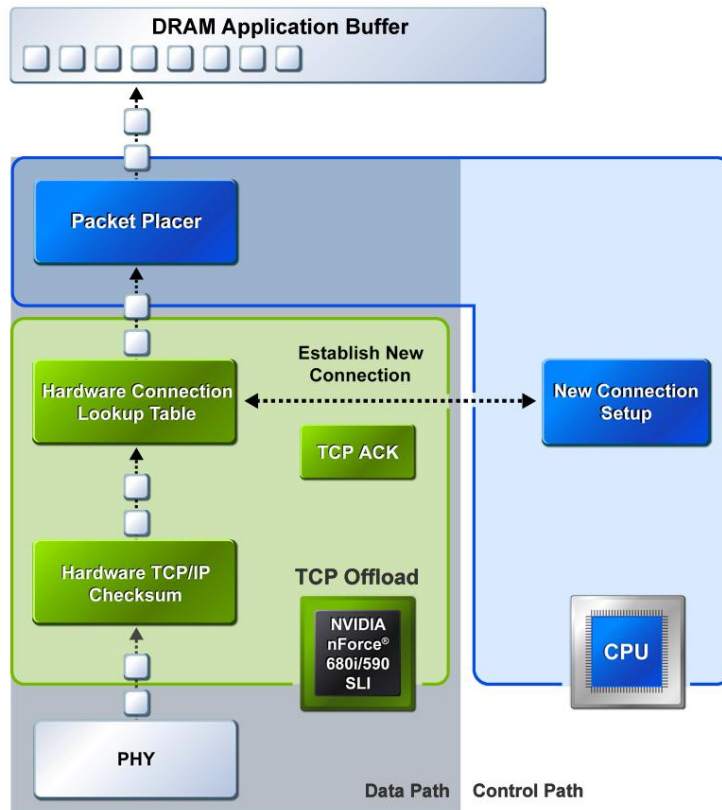 DRAM Application Buffer
Packet Placer
Establish New
Connection
Hardware Connection
Lookup Table
New Connection
Setup
TCP ACK
Hardware TCP/IP
Checksum
TCP Offload
NVIDIA
nForce®
680i/590
SLI
CPU
PHY
Data Path
Control Path